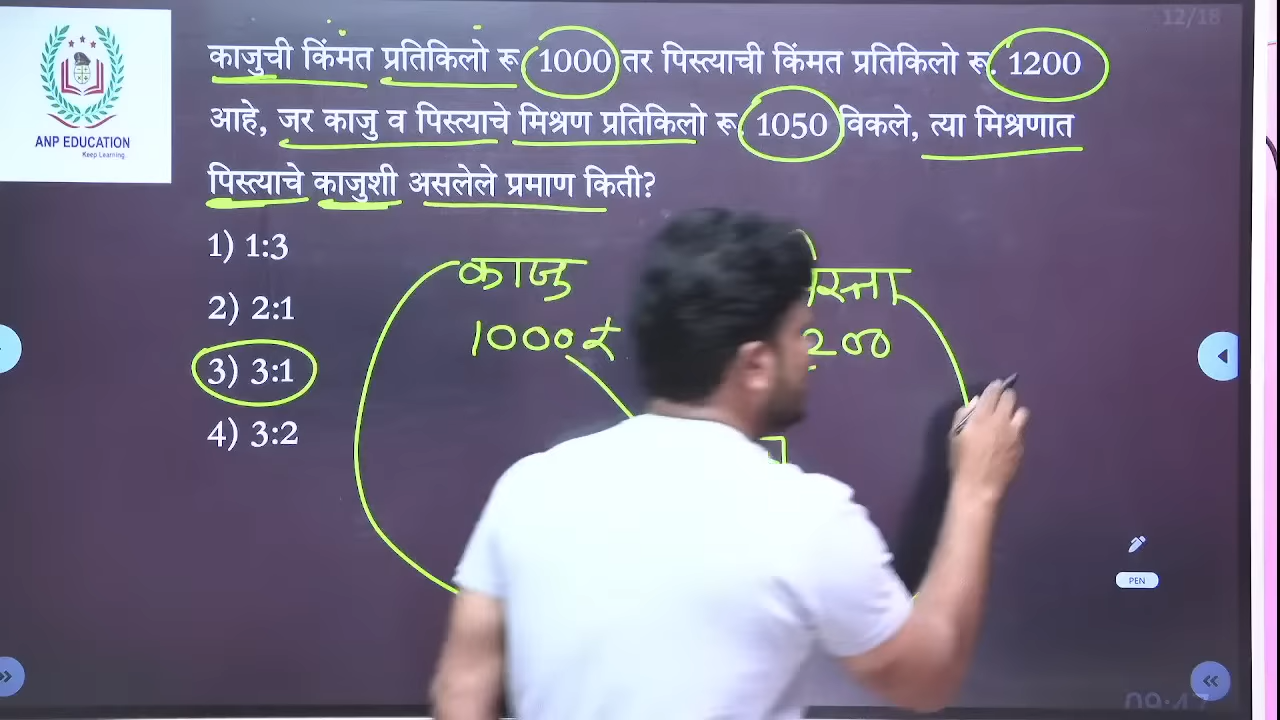 12/18
काजुची किंमत प्रतिकिलो रू 1000 तर पिस्त्याची किंमत प्रतिकिलो रू. 1200
आहे, जर काजु व पिस्त्याचे मिश्रण प्रतिकिलो रू. 1050 विकले, त्या मिश्रणात
पिस्त्याचे काजुशी असलेले प्रमाण किती?
ANP EDUCATION
Keep Learning.
1) 1:3
2) 2:1
3) 3:1
4) 3:2
काजु
1000₹
PEN